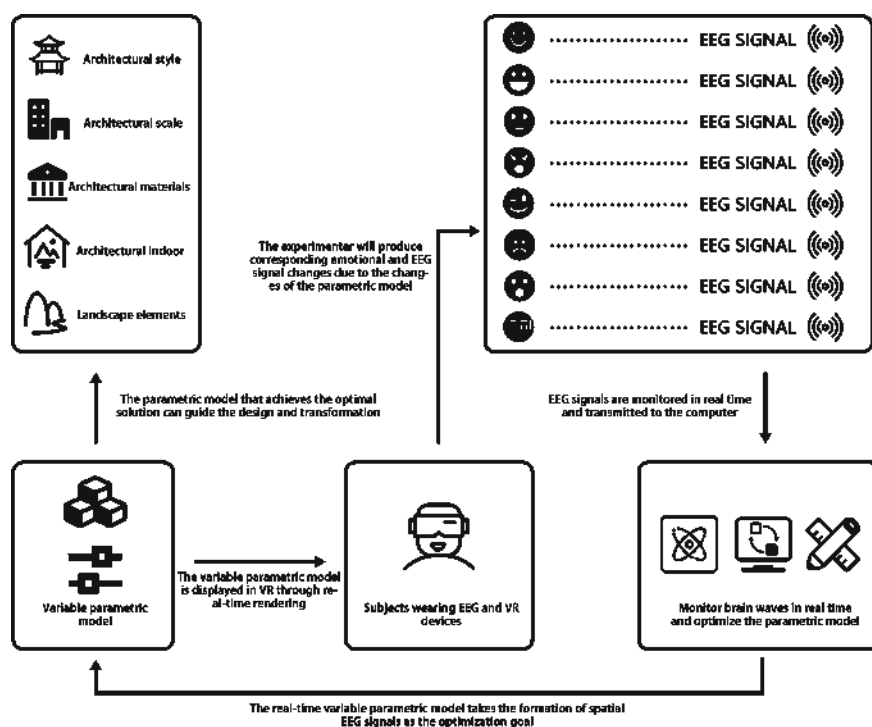 Architectural style
Architectural scale
Architectural materials
Architectural indoor
Landscape elements
EEG SIGNAL
EEG SIGNAL
EEG SIGNAL
EEG SIGNAL
EEG SIGNAL
EEG SIGNAL
EEG SIGNAL
EEG SIGNAL
The experimenter will produce
corresponding emotional and EEG
signal changes due to the chang-
es of the parametric model
The parametric model that achieves the optimal
solution can guide the design and transformation
EEG signals are monitored in real time
and transmitted to the computer
Variable parametric
model
The variable parametric model
is displayed in VR through re-
al-time rendering
Subjects wearing EEG and VR
devices
Monitor brain waves in real time
and optimize the parametric model
The real-time variable parametric model takes the formation of spatial
EEG signals as the optimization goal